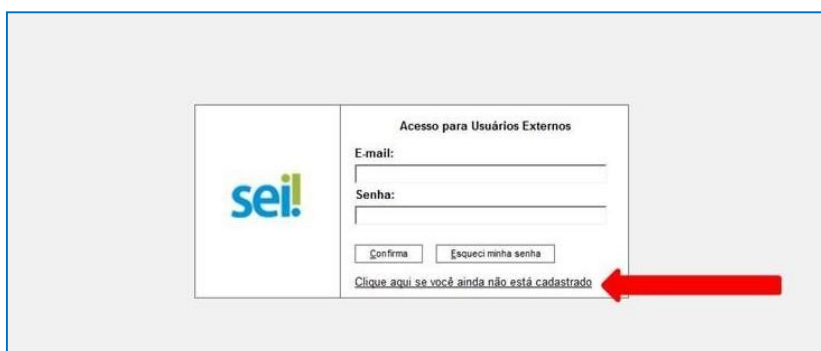 Acesso para Usuários Externos
E-mail:
sei!
Senha:
Confirma
Esqueci minha senha
Clique aqui se você ainda não está cadastrado